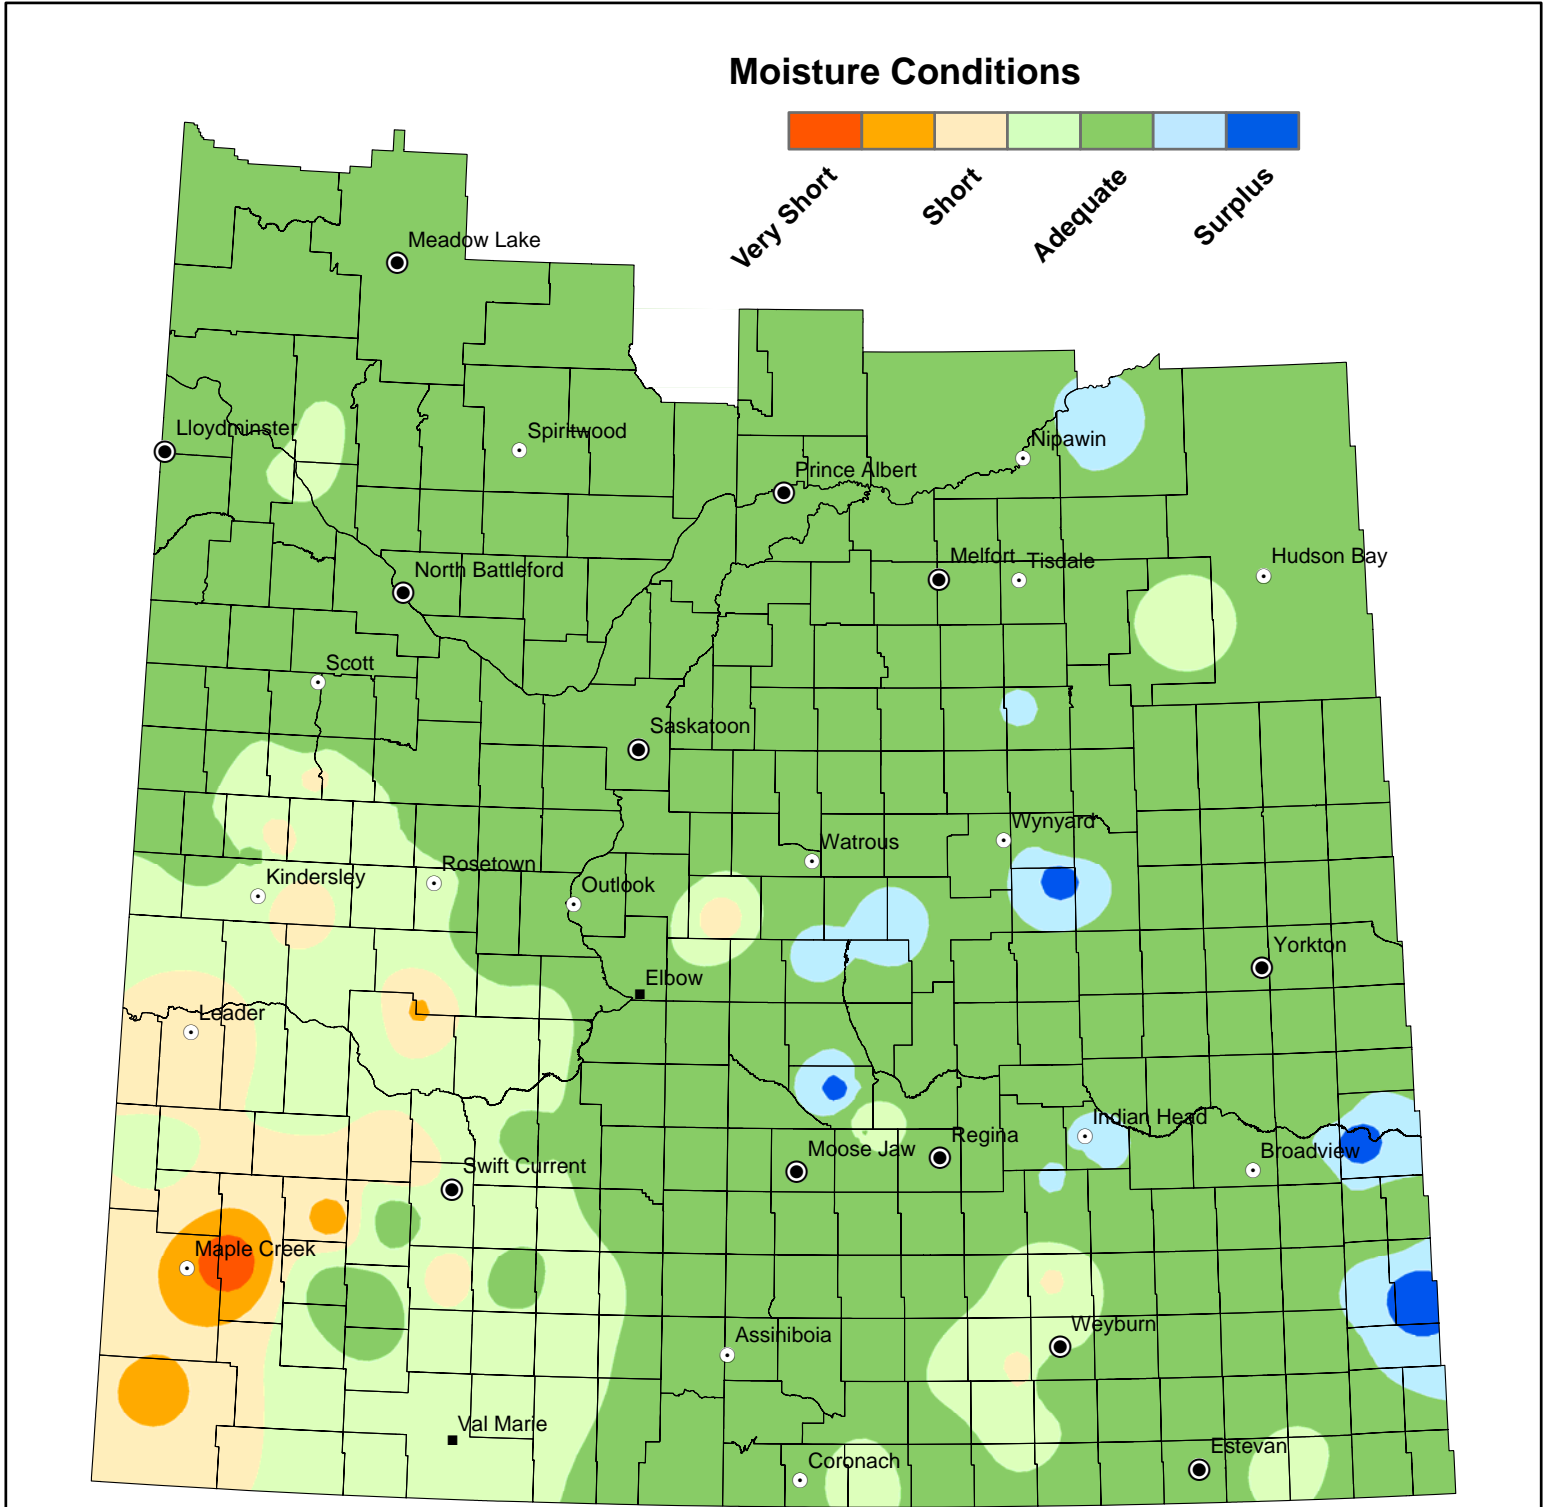 Moisture Conditions
Very Short
Short
Adequate
Surplus
Meadow Lake
Lloydminster
Spiritwood
Nipawin
Prince Albert
Melfort
Tisdale
Hudson Bay
North Battleford
Scott
Saskatoon
Watrous
Wynyard
Rosetown
Kindersley
Outlook
Yorkton
Elbow
Leader
Indian Head
Regina
Moose Jaw
Broadview
Swift Current
Maple Creek
Weyburn
Assiniboia
Val Marie
Estevan
Coronach